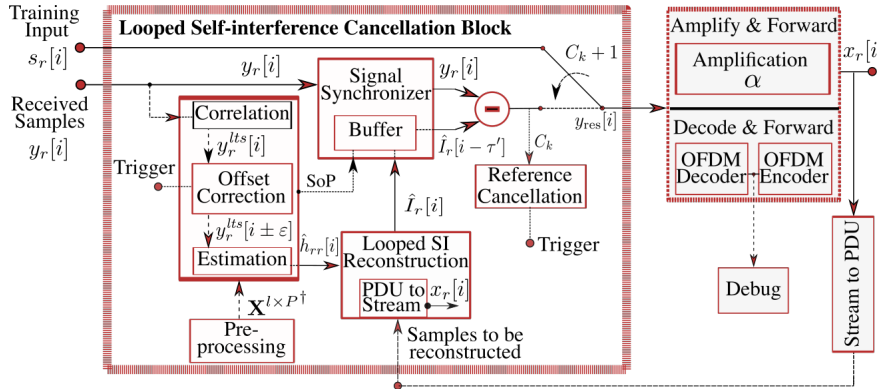 Training
Input
s_r[i]
Received
Samples
y_r[i]
Looped Self-interference Cancellation Block
y_r[i]
Signal
Synchronizer
Buffer
y_r[i]
Î_r[i − τ′]
C_k + 1
C_k
y_res[i]
Correlation
y_r^{lts}[i]
Trigger
Offset
Correction
SoP
y_r^{lts}[i ± ε]
Estimation
ĥ_{rr}[i]
X^{l×P†}
Pre-
processing
Î_r[i]
Looped SI
Reconstruction
PDU to
Stream
x_r[i]
Samples to be
reconstructed
Reference
Cancellation
Trigger
Amplify & Forward
Amplification
α
Decode & Forward
OFDM
Decoder
OFDM
Encoder
Debug
x_r[i
Stream to PDU